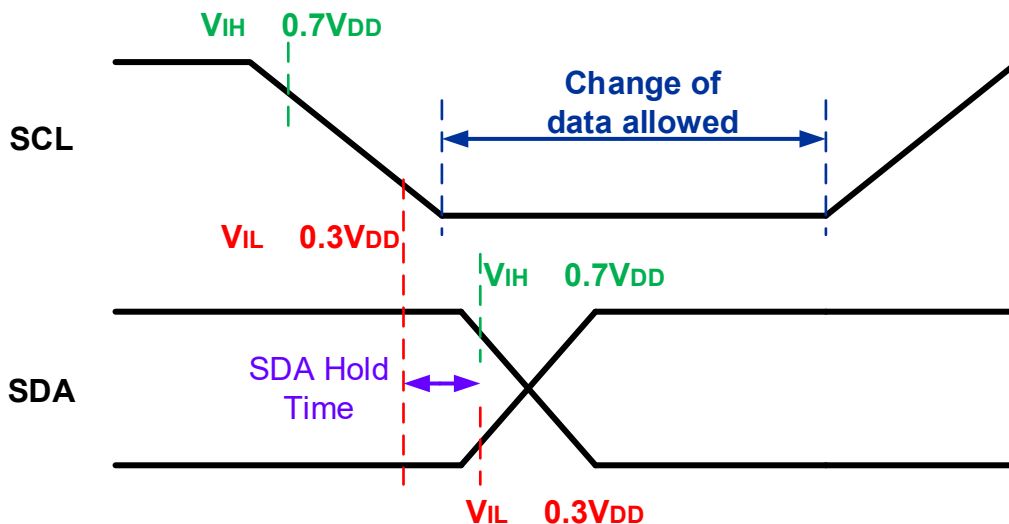 VIH 0.7VDD
Change of
data allowed
SCL
VIL 0.3VDD
VIH 0.7VDD
SDA Hold
Time
SDA
VIL 0.3VDD